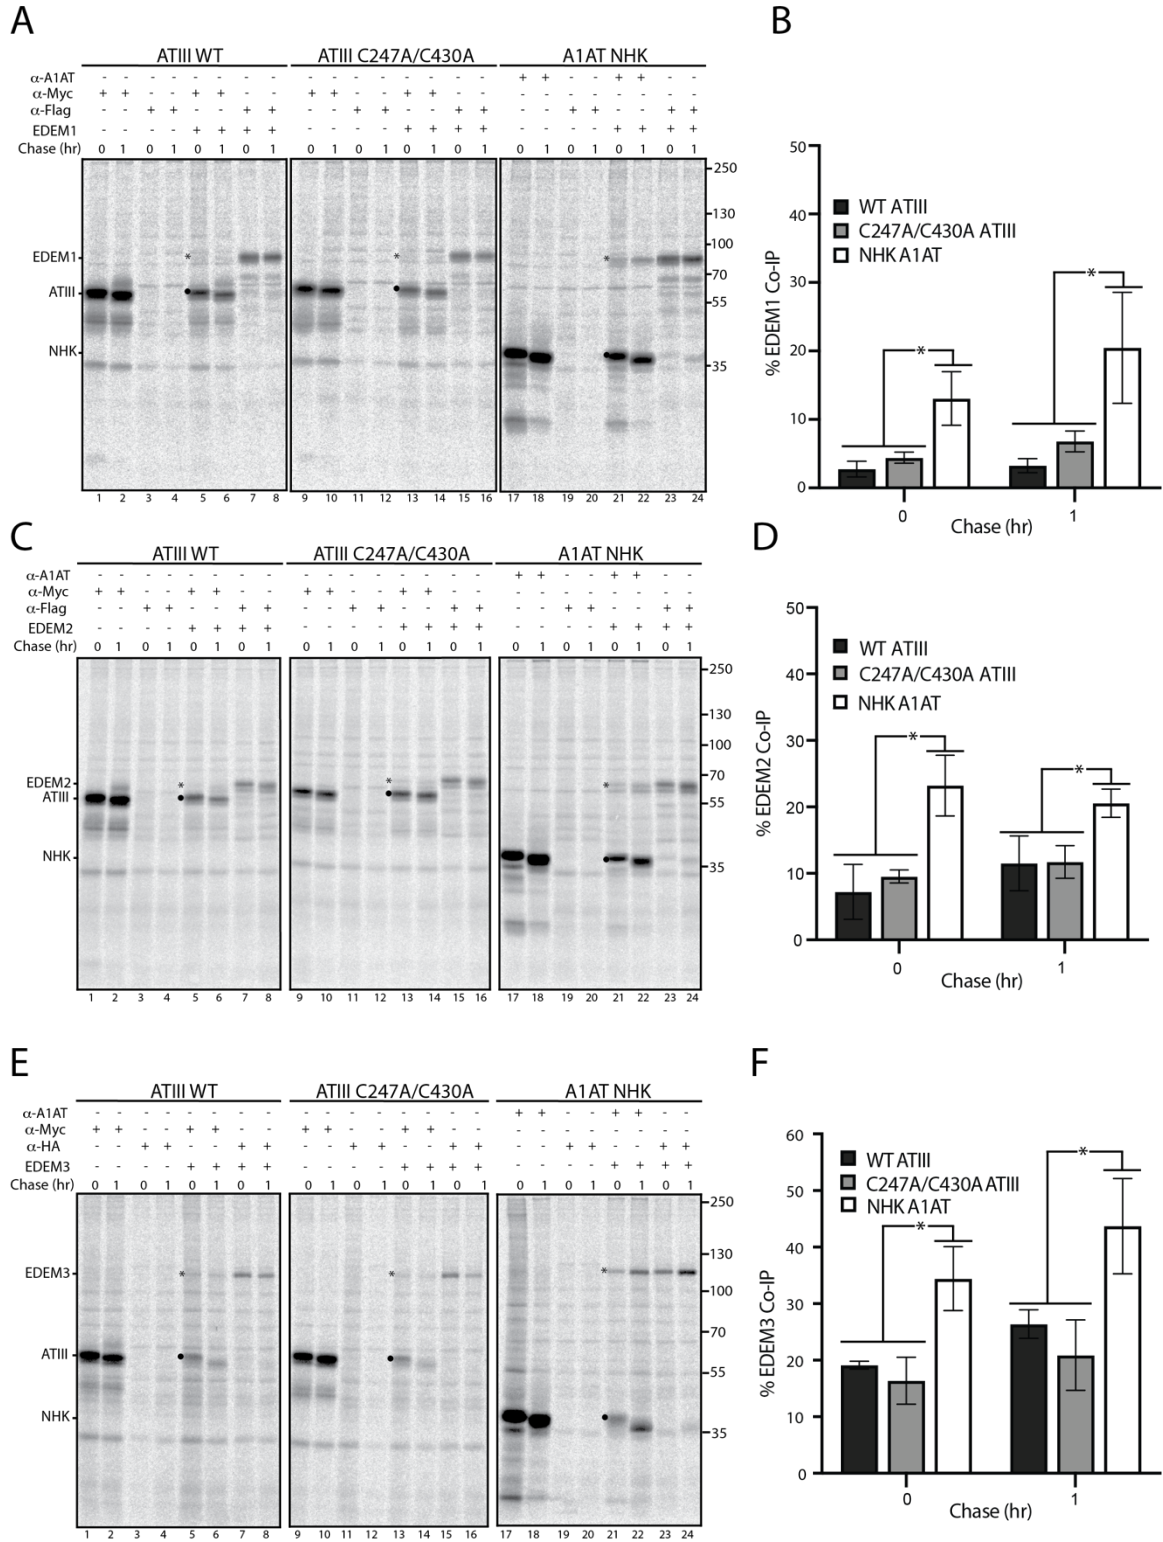 A
ATIII WT ATIII C247A/C430A A1AT NHK
α-A1AT - - - - - - - - - - - - - - - - + + - - + + - -
α-Myc + + - - + + - - + + - - + + - - - - - - - - - -
α-Flag - - + + - - + + - - + + - - + + - - + + - - + +
EDEM1 - - - - + + + + - - - - + + + + - - - - + + + +
Chase (hr) 0 1 0 1 0 1 0 1 0 1 0 1 0 1 0 1 0 1 0 1 0 1 0 1
250
130
100
EDEM1 * * *
70
ATIII
55
NHK
35
1 2 3 4 5 6 7 8 9 10 11 12 13 14 15 16 17 18 19 20 21 22 23 24
B
% EDEM1 Co-IP
50
40
30
20
10
0
WT ATIII
C247A/C430A ATIII
NHK A1AT
* *
0 1
Chase (hr)
C
ATIII WT ATIII C247A/C430A A1AT NHK
α-A1AT - - - - - - - - - - - - - - - - + + - - + + - -
α-Myc + + - - + + - - + + - - + + - - - - - - - - - -
α-Flag - - + + - - + + - - + + - - + + - - + + - - + +
EDEM2 - - - - + + + + - - - - + + + + - - - - + + + +
Chase (hr) 0 1 0 1 0 1 0 1 0 1 0 1 0 1 0 1 0 1 0 1 0 1 0 1
250
130
100
70
EDEM2 * * *
ATIII
55
NHK
35
1 2 3 4 5 6 7 8 9 10 11 12 13 14 15 16 17 18 19 20 21 22 23 24
D
% EDEM2 Co-IP
50
40
30
20
10
0
WT ATIII
C247A/C430A ATIII
NHK A1AT
* *
0 1
Chase (hr)
E
ATIII WT ATIII C247A/C430A A1AT NHK
α-A1AT - - - - - - - - - - - - - - - - + + - - + + - -
α-Myc + + - - + + - - + + - - + + - - - - - - - - - -
α-HA - - + + - - + + - - + + - - + + - - + + - - + +
EDEM3 - - - - + + + + - - - - + + + + - - - - + + + +
Chase (hr) 0 1 0 1 0 1 0 1 0 1 0 1 0 1 0 1 0 1 0 1 0 1 0 1
250
130
EDEM3 * * *
100
70
ATIII
55
NHK
35
1 2 3 4 5 6 7 8 9 10 11 12 13 14 15 16 17 18 19 20 21 22 23 24
F
% EDEM3 Co-IP
60
50
40
30
20
10
0
WT ATIII
C247A/C430A ATIII
NHK A1AT
* *
0 1
Chase (hr)